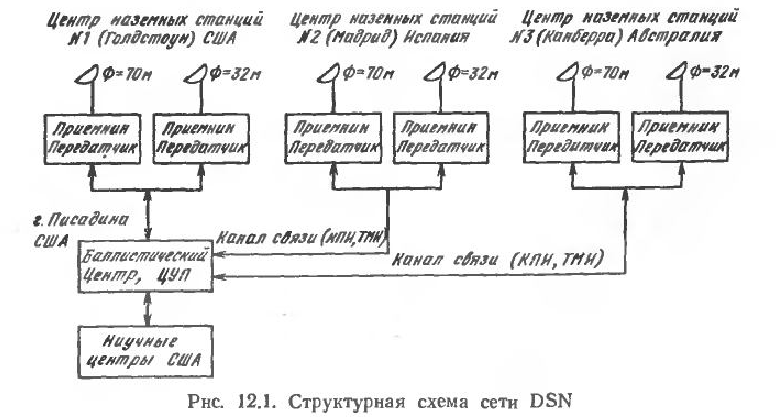 Центр наземных станций
№1 (Голдстоун) США
Центр наземных станций
№2 (Мадрид) Испания
Центр наземных станций
№3 (Канберра) Австралия
Ф=70м
Ф=32м
Ф=70м
Ф=32м
Ф=70м
Ф=32м
Приемник
Передатчик
Приемник
Передатчик
Приемник
Передатчик
Приемник
Передатчик
Приемник
Передатчик
Приемник
Передатчик
г. Писадина
США
Канал связи (КПИ, ТМИ)
Баллистический
Центр, ЦУП
Канал связи (КПИ, ТМИ)
Научные
центры США
Рис. 12.1. Структурная схема сети DSN